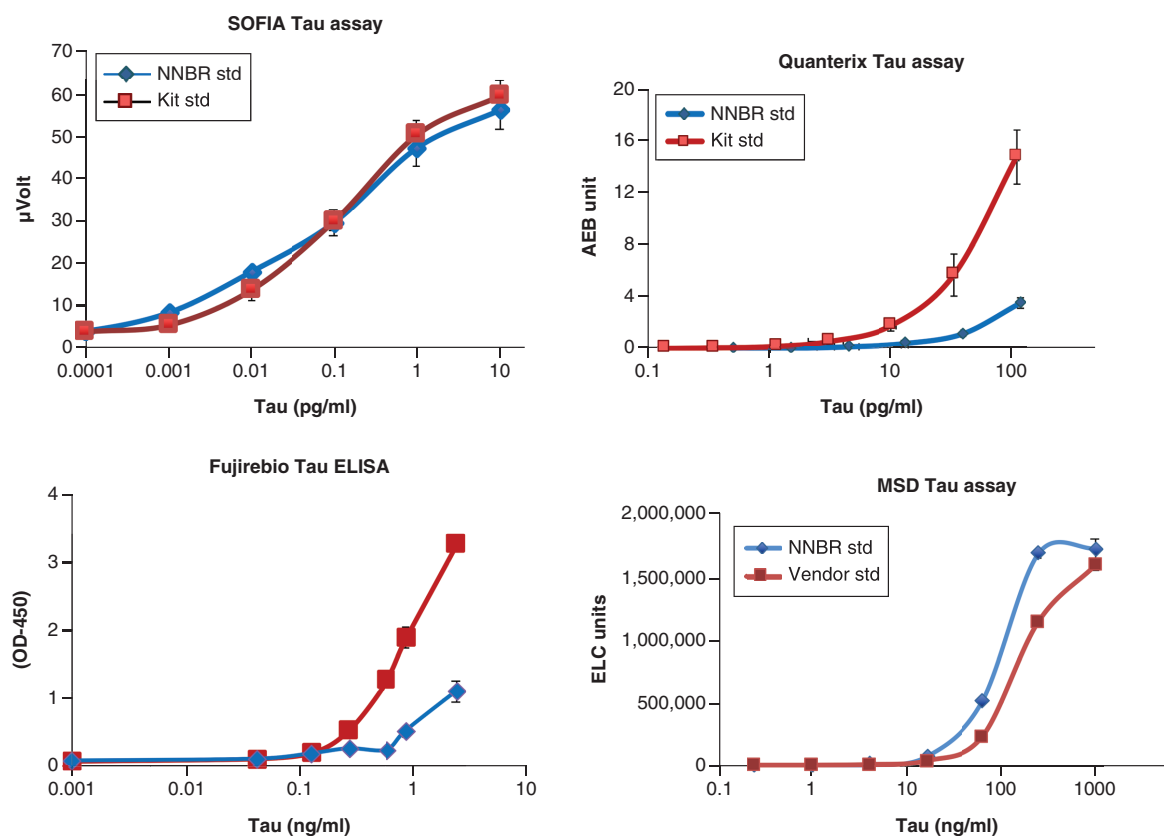 SOFIA Tau assay
70
60
50
40
30
20
10
0
µVolt
NNBR std
Kit std
0.0001
0.001
0.01
0.1
1
10
Tau (pg/ml)
Quanterix Tau assay
20
16
12
8
4
0
AEB unit
NNBR std
Kit std
0.1
1
10
100
Tau (pg/ml)
Fujirebio Tau ELISA
4
3
2
1
0
(OD-450)
0.001
0.01
0.1
1
10
Tau (ng/ml)
MSD Tau assay
2,000,000
1,500,000
1,000,000
500,000
0
ELC units
NNBR std
Vendor std
0.1
1
10
100
1000
Tau (ng/ml)